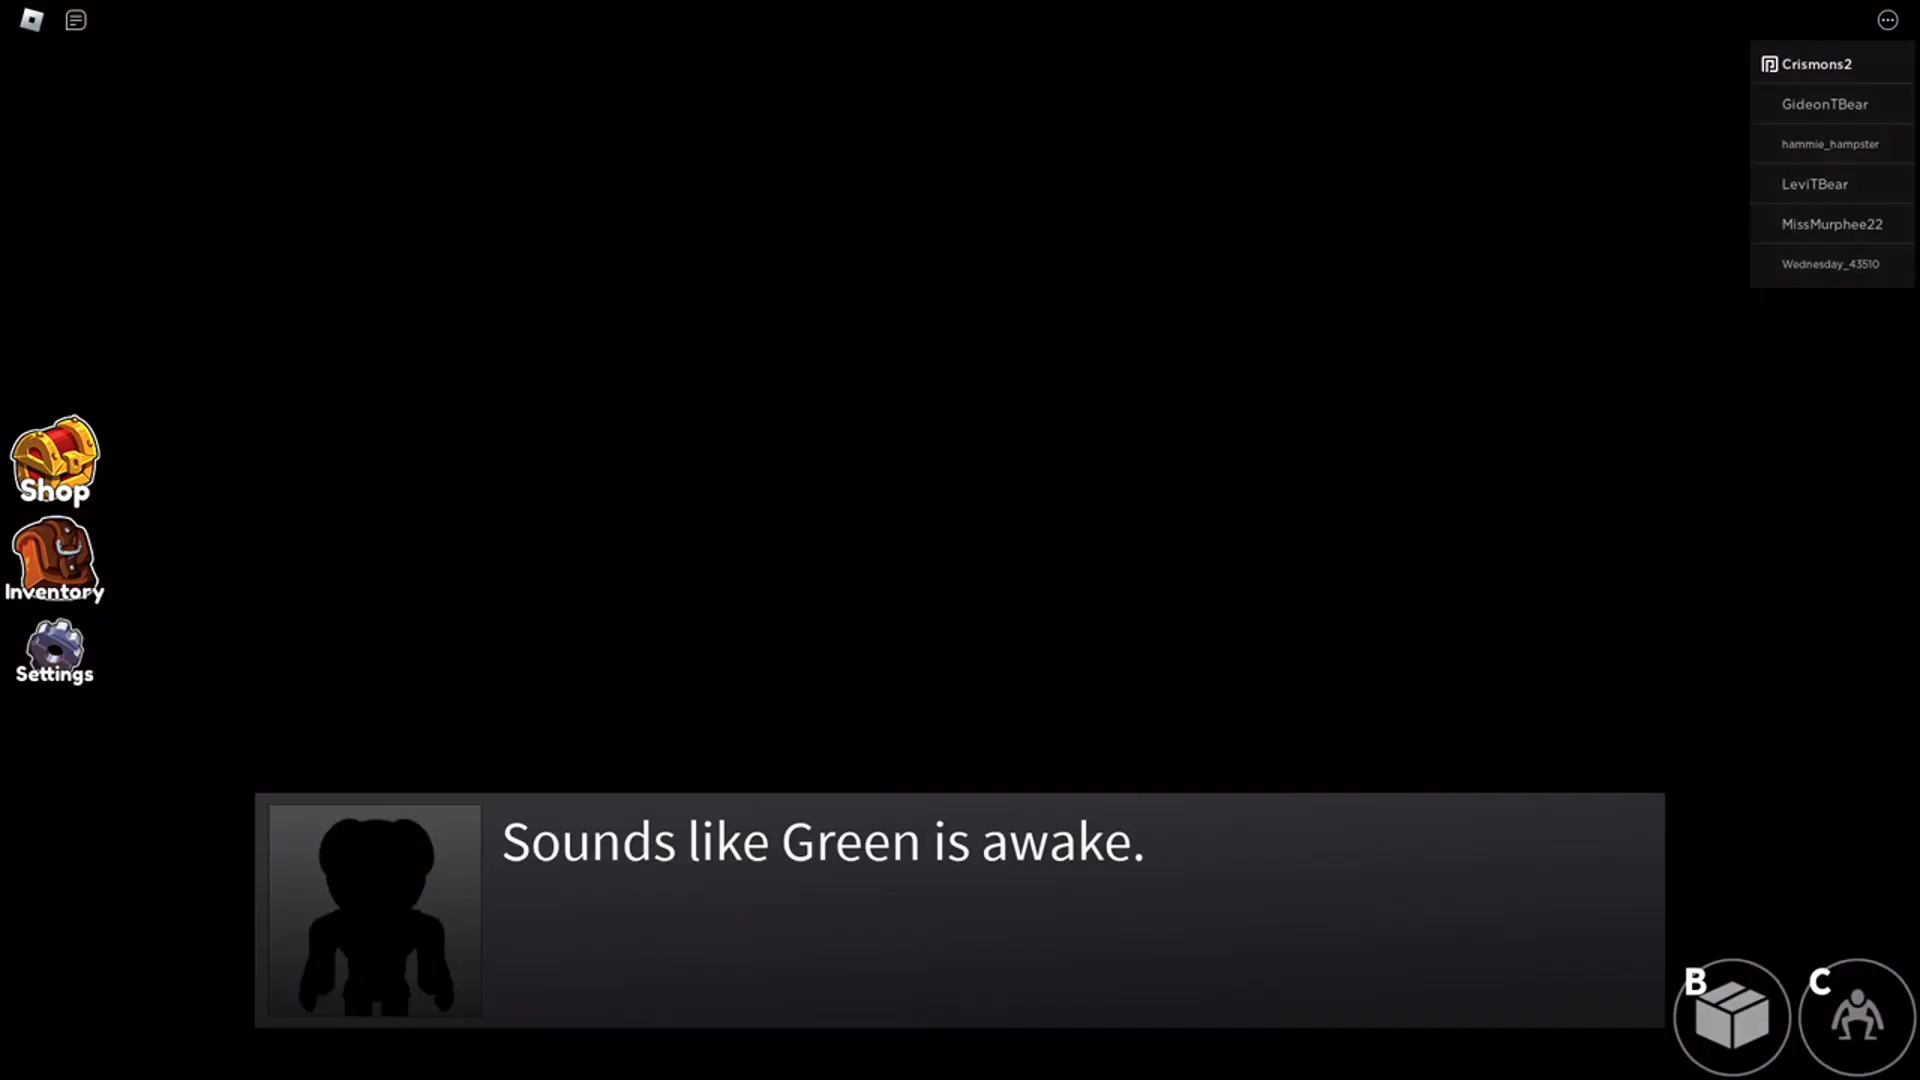 Crismons2
GideonTBear
hammie_hampster
LeviTBear
MissMurphee22
Wednesday_43510
Shop
Inventory
Settings
Sounds like Green is awake.
B
C